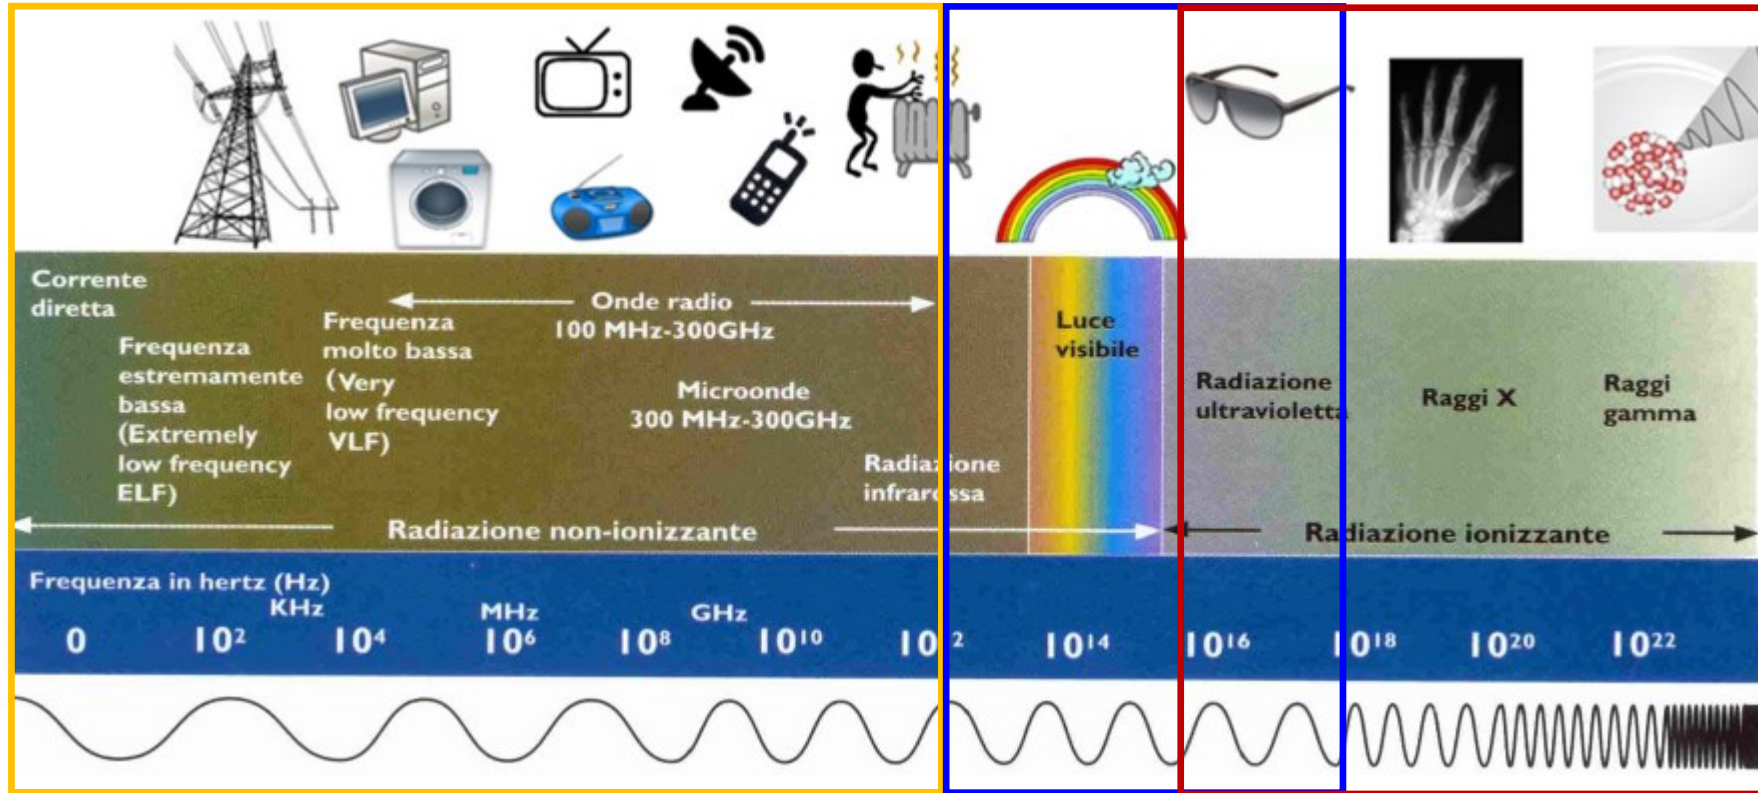 Corrente
diretta
Frequenza
estremamente
bassa
(Extremely
low frequency
ELF)
Frequenza
molto bassa
(Very
low frequency
VLF)
Onde radio
100 MHz-300GHz
Microonde
300 MHz-300GHz
Radiazione
infrarossa
Luce
visibile
Radiazione
ultravioletta
Raggi X
Raggi
gamma
Radiazione non-ionizzante
Radiazione ionizzante
Frequenza in hertz (Hz)
KHz MHz GHz
0 10² 10⁴ 10⁶ 10⁸ 10¹⁰ 10¹² 10¹⁴ 10¹⁶ 10¹⁸ 10²⁰ 10²²